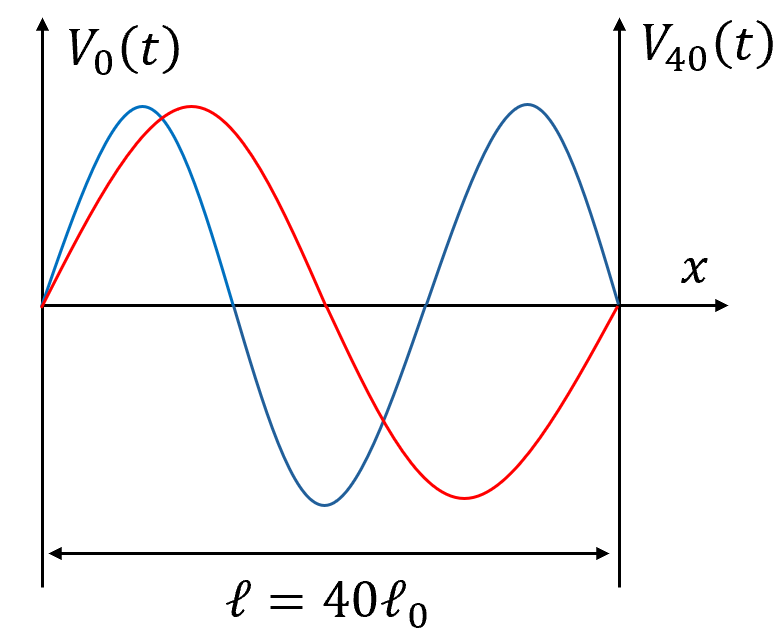 V₀(t)
V₄₀(t)
x
ℓ = 40ℓ₀